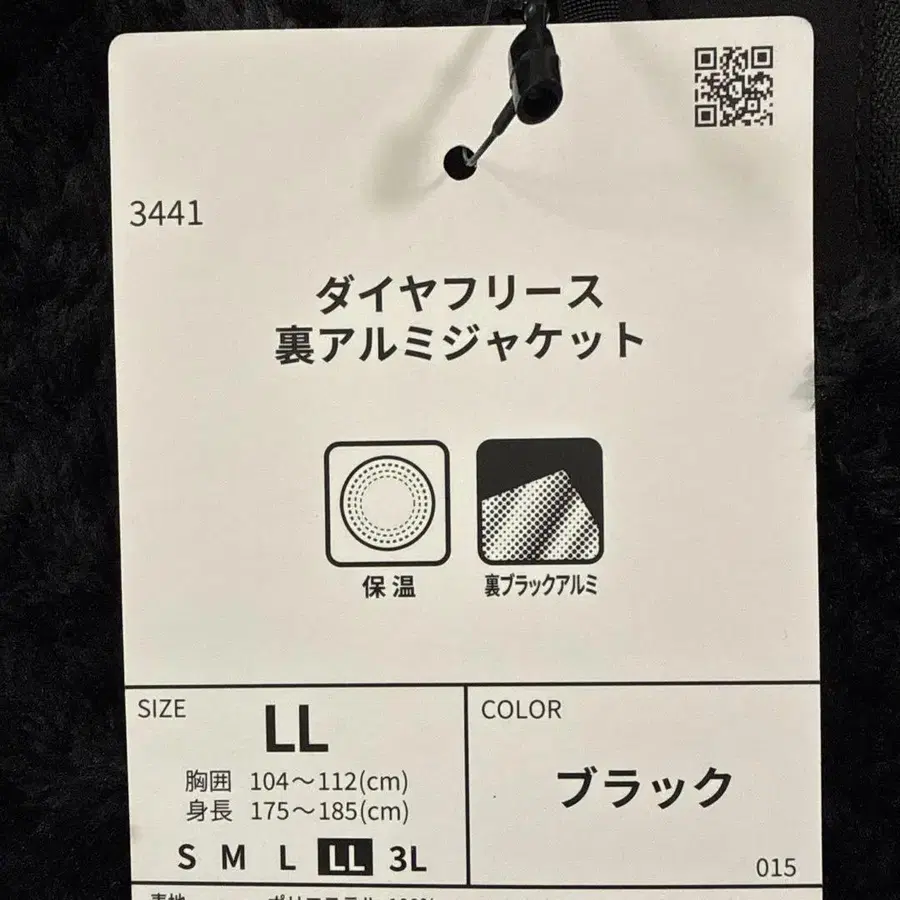 3441
ダイヤフリース
裏アルミジャケット
保温
裏ブラックアルミ
SIZE
LL
胸囲 104～112(cm)
身長 175～185(cm)
S M L LL 3L
COLOR
ブラック
015